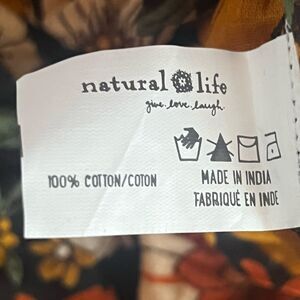 natural life
give. love. laugh.
100% COTTON/COTON
MADE IN INDIA
FABRIQUÉ EN INDE